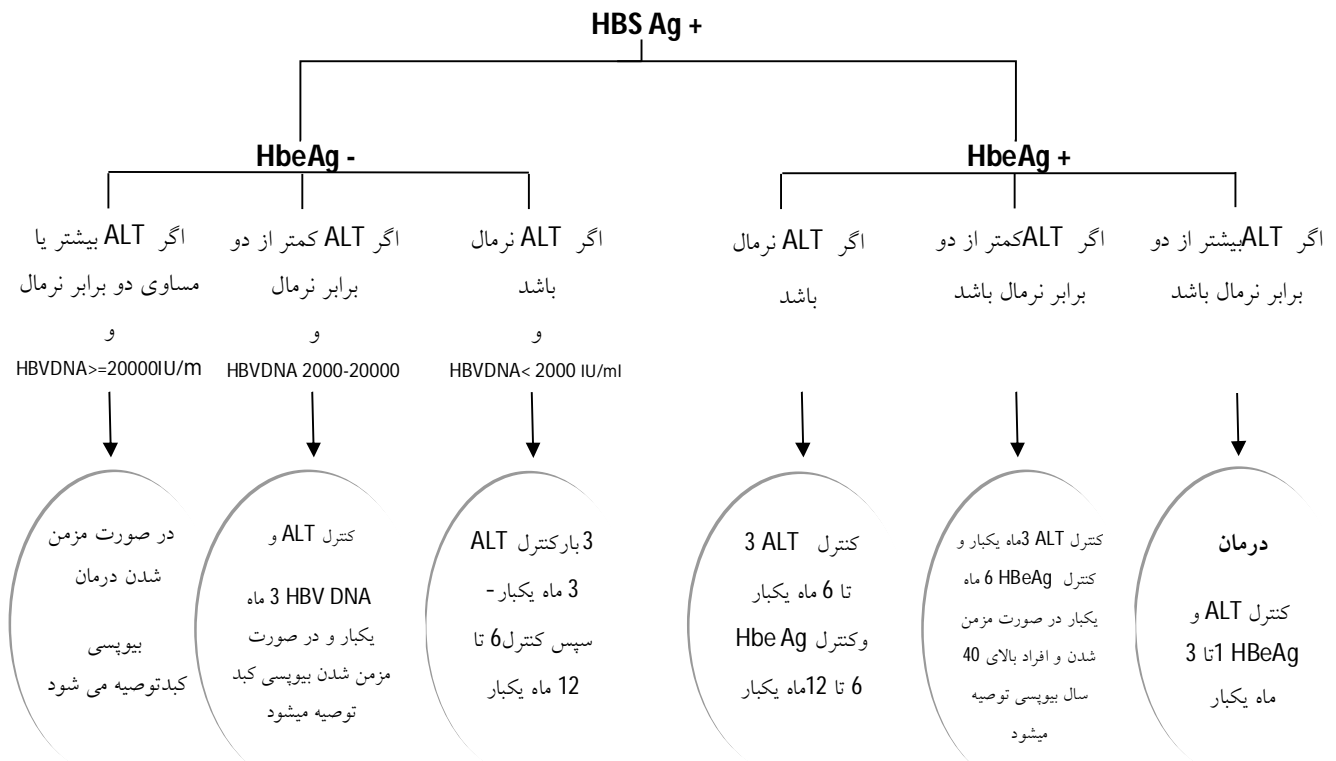 HBS Ag +
HbeAg -
HbeAg +
اگر ALT بیشتر یا
مساوی دو برابر نرمال
و
HBVDNA>=20000IU/m
اگر ALT کمتر از دو
برابر نرمال
و
HBVDNA 2000-20000
اگر ALT نرمال
باشد
و
HBVDNA< 2000 IU/ml
اگر ALT نرمال
باشد
اگر ALTکمتر از دو
برابر نرمال باشد
اگر ALTبیشتر از دو
برابر نرمال باشد
در صورت مزمن
شدن درمان
بیوپسی
کبدتوصیه می شود
کنترل ALT و
HBV DNA 3 ماه
یکبار و در صورت
مزمن شدن بیوپسی کبد
توصیه میشود
3بارکنترل ALT
3 ماه یکبار -
سپس کنترل6 تا
12 ماه یکبار
کنترل ALT 3
تا 6 ماه یکبار
وکنترل Hbe Ag
6 تا 12ماه یکبار
کنترل ALT 3ماه یکبار و
کنترل HBeAg 6 ماه
یکبار در صورت مزمن
شدن و افراد بالای 40
سال بیوپسی توصیه
میشود
درمان
کنترل ALT و
HBeAg 1تا 3
ماه یکبار